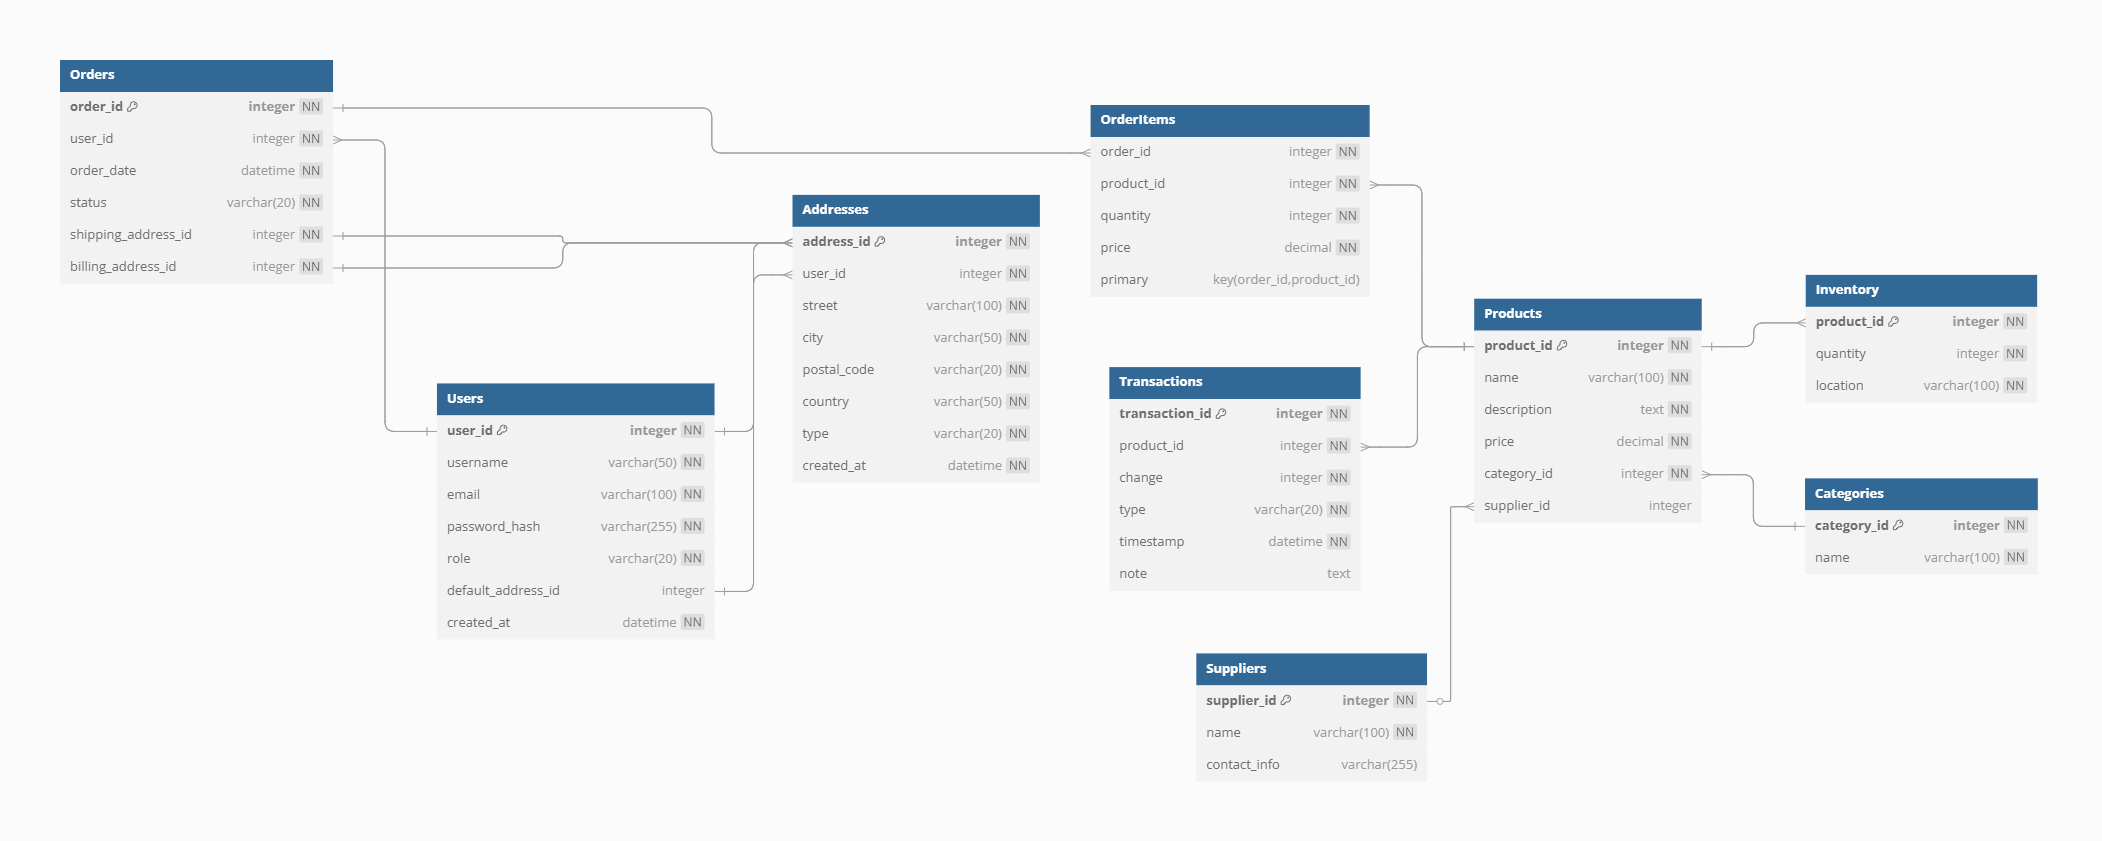 Orders
order_id integer NN
user_id integer NN
order_date datetime NN
status varchar(20) NN
shipping_address_id integer NN
billing_address_id integer NN
Users
user_id integer NN
username varchar(50) NN
email varchar(100) NN
password_hash varchar(255) NN
role varchar(20) NN
default_address_id integer
created_at datetime NN
Addresses
address_id integer NN
user_id integer NN
street varchar(100) NN
city varchar(50) NN
postal_code varchar(20) NN
country varchar(50) NN
type varchar(20) NN
created_at datetime NN
OrderItems
order_id integer NN
product_id integer NN
quantity integer NN
price decimal NN
primary key(order_id,product_id)
Transactions
transaction_id integer NN
product_id integer NN
change integer NN
type varchar(20) NN
timestamp datetime NN
note text
Suppliers
supplier_id integer NN
name varchar(100) NN
contact_info varchar(255)
Products
product_id integer NN
name varchar(100) NN
description text NN
price decimal NN
category_id integer NN
supplier_id integer
Inventory
product_id integer NN
quantity integer NN
location varchar(100) NN
Categories
category_id integer NN
name varchar(100) NN